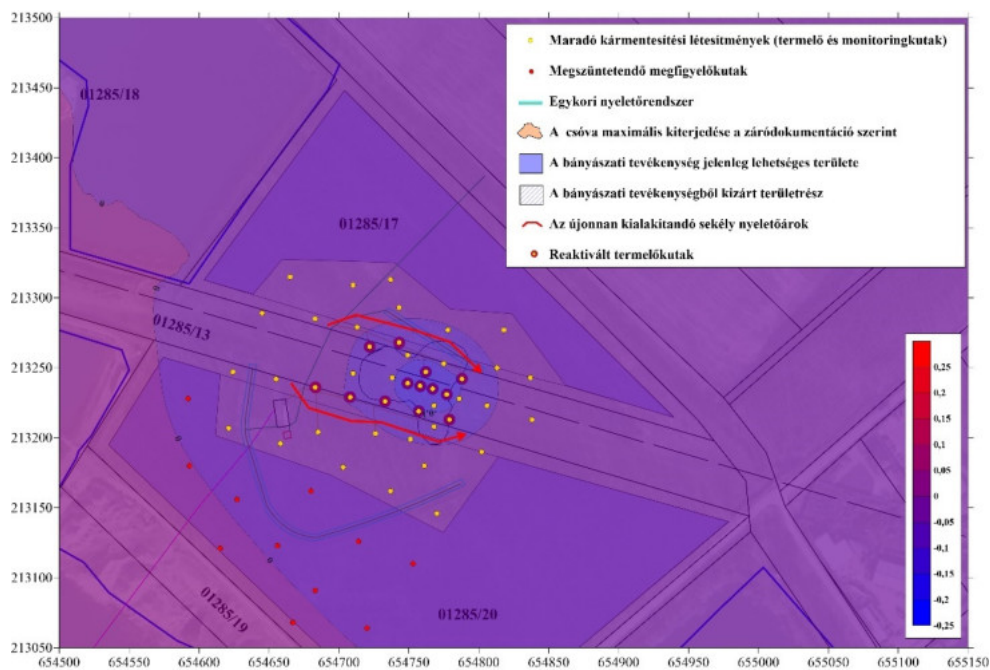 213500
213450
213400
213350
213300
213250
213200
213150
213100
213050
Maradó kármentesítési létesítmények (termelő és monitoringkutak)
Megszüntetendő megfigyelőkutak
Egykori nyeletőrendszer
A csóva maximális kiterjedése a záródokumentáció szerint
A bányászati tevékenység jelenleg lehetséges területe
A bányászati tevékenységből kizárt területrész
Az újonnan kialakítandó sekély nyeletőárok
Reaktivált termelőkutak
01285/18
01285/17
01285/13
01285/19
01285/20
0,25
0,2
0,15
0,1
0,05
0
-0,05
-0,1
-0,15
-0,2
-0,25
654500 654550 654600 654650 654700 654750 654800 654850 654900 654950 655000 655050 655100 655150